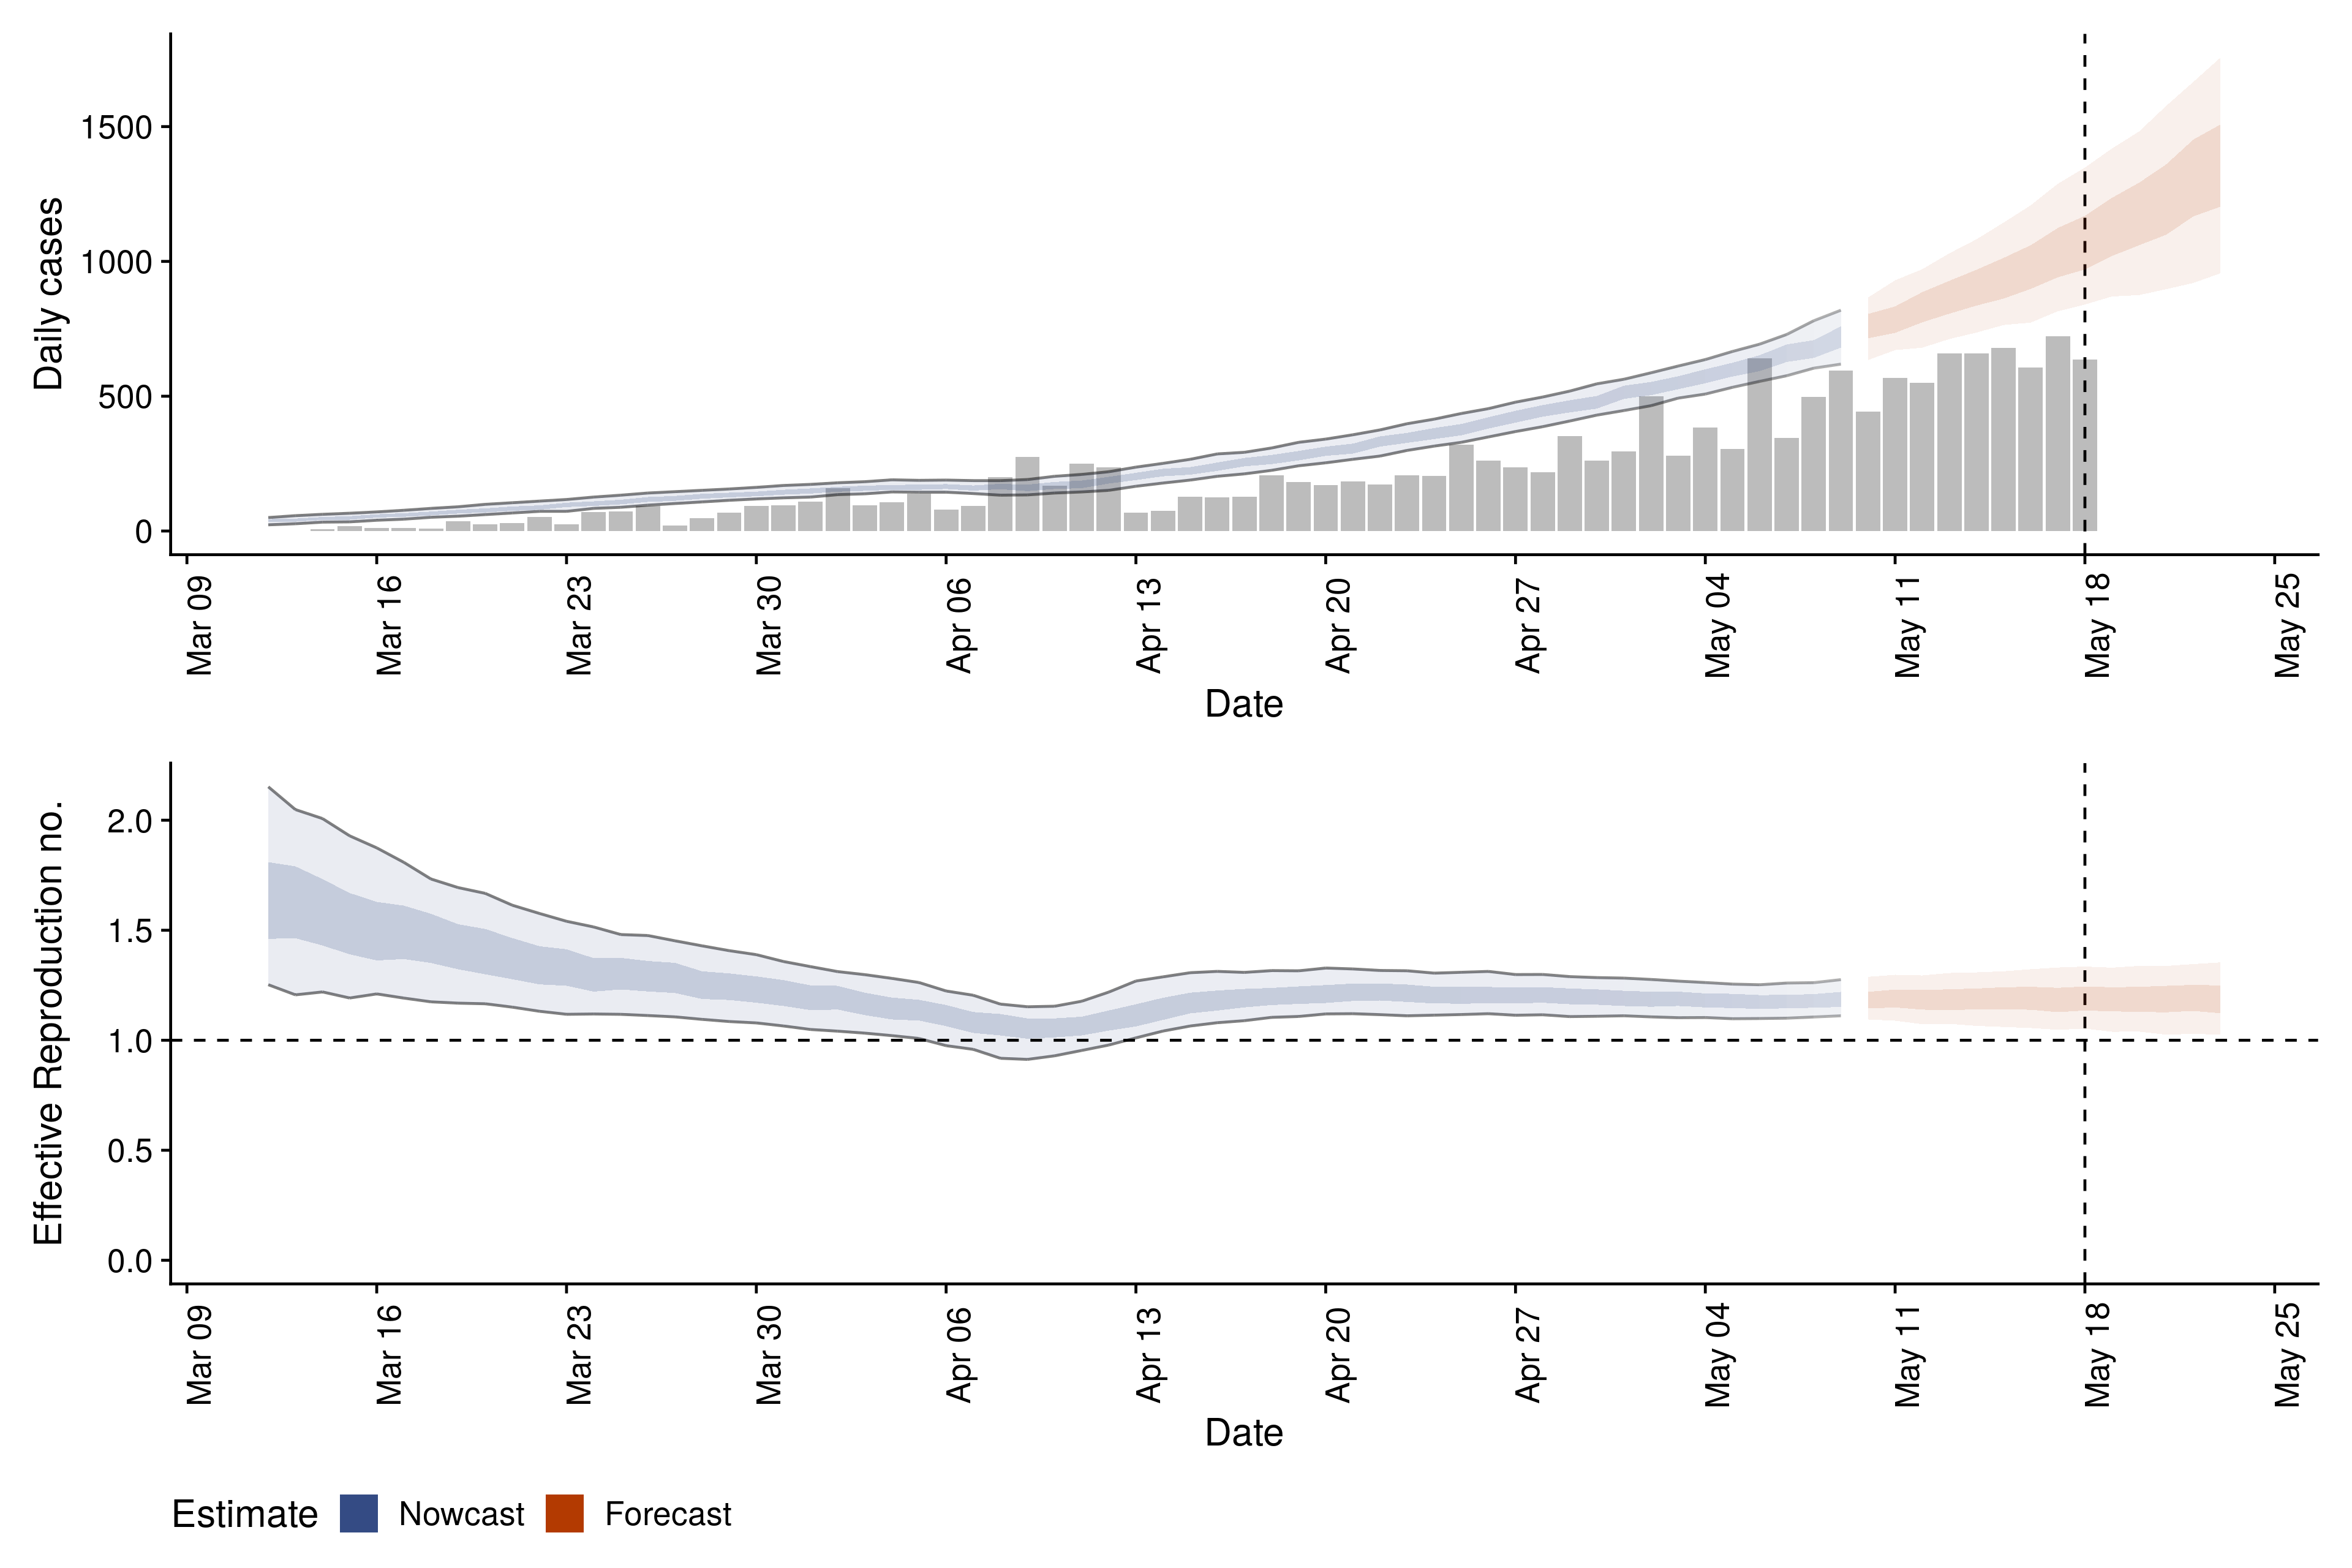 Daily cases
1500
1000
500
0
Mar 09 Mar 16 Mar 23 Mar 30 Apr 06 Apr 13 Apr 20 Apr 27 May 04 May 11 May 18 May 25
Date
Effective Reproduction no.
2.0
1.5
1.0
0.5
0.0
Mar 09 Mar 16 Mar 23 Mar 30 Apr 06 Apr 13 Apr 20 Apr 27 May 04 May 11 May 18 May 25
Date
Estimate Nowcast Forecast